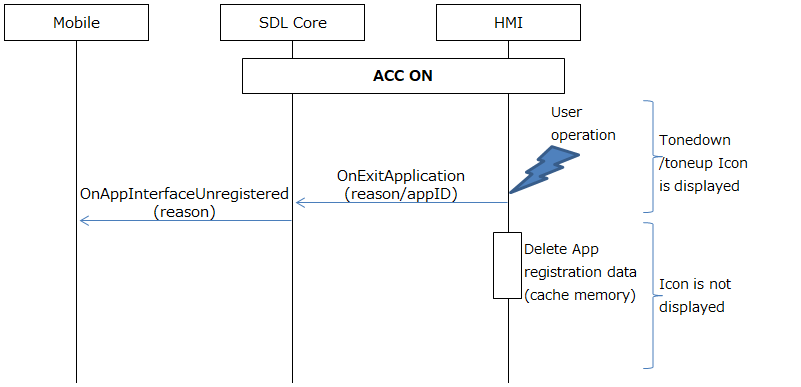 Mobile
SDL Core
HMI
ACC ON
User
operation
Tonedown
/toneup Icon
is displayed
OnExitApplication
(reason/appID)
OnAppInterfaceUnregistered
(reason)
Delete App
registration data
(cache memory)
Icon is not
displayed